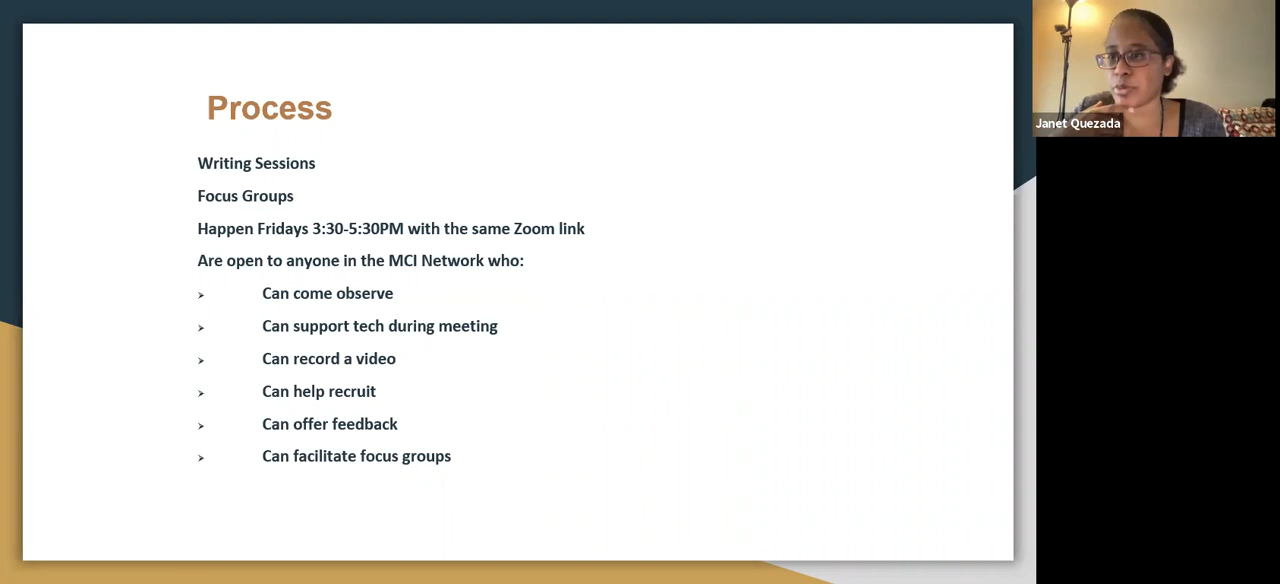 Process
Writing Sessions
Focus Groups
Happen Fridays 3:30-5:30PM with the same Zoom link
Are open to anyone in the MCI Network who:
➢ Can come observe
➢ Can support tech during meeting
➢ Can record a video
➢ Can help recruit
➢ Can offer feedback
➢ Can facilitate focus groups
Janet Quezada